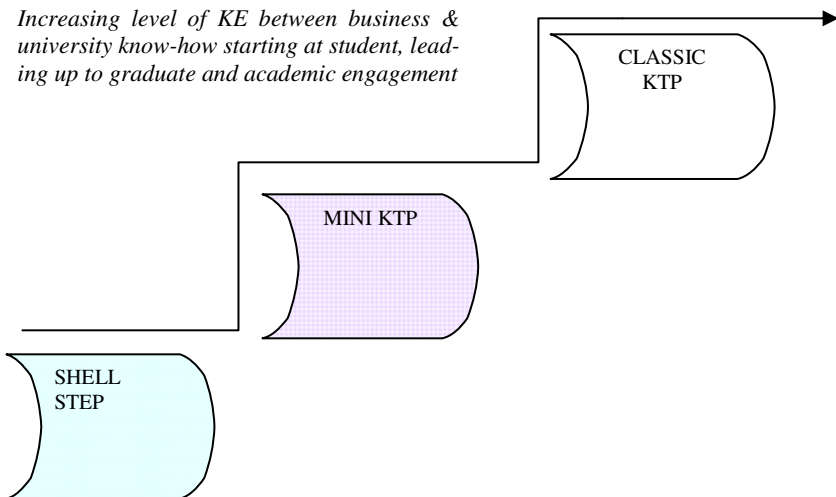 Increasing level of KE between business &
university know-how starting at student, lead-
ing up to graduate and academic engagement
CLASSIC
KTP
MINI KTP
SHELL
STEP